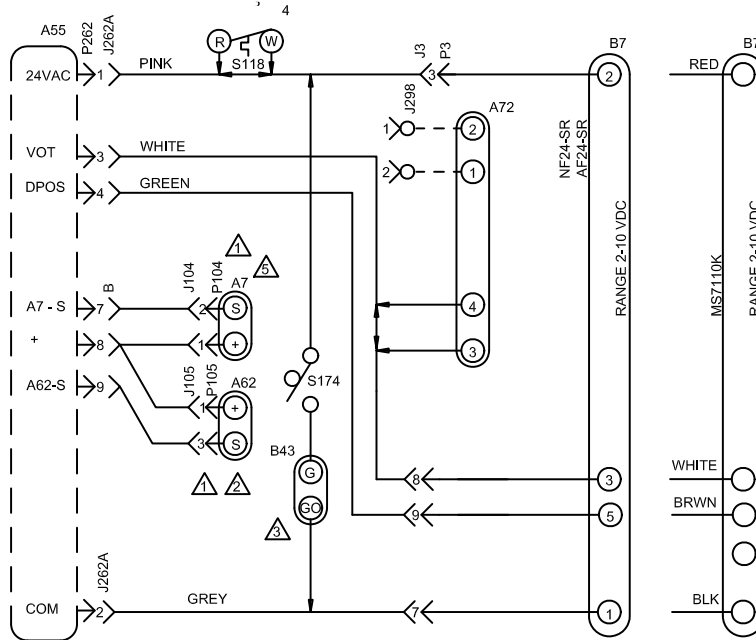 4
A55
P262
J262A
24VAC
1
PINK
R
W
S118
J3
P3
3
B7
2
RED
B7
J298
1
2
A72
2
1
4
3
NF24-SR
AF24-SR
RANGE 2-10 VDC
MS7110K
RANGE 2-10 VDC
VOT
3
WHITE
DPOS
4
GREEN
1
5
A7 - S
7
B
J104
P104
2
A7
S
+
8
1
+
A62-S
9
J105
P105
1
A62
+
3
S
1
2
S174
B43
G
GO
3
8
3
WHITE
9
5
BRWN
COM
2
J262A
GREY
7
1
BLK